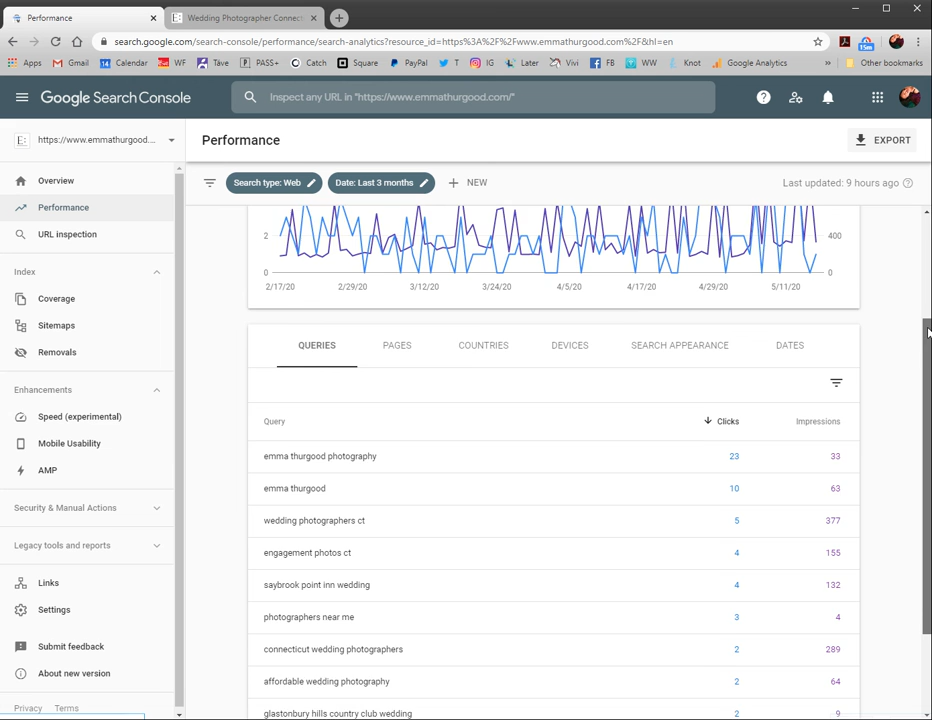 Performance
Wedding Photographer Connect
search.google.com/search-console/performance/search-analytics?resource_id=https%3A%2F%2Fwww.emmathurgood.com%2F&hl=en
15m
Apps Gmail 14 Calendar WF Täve PASS+ Catch Square PayPal T IG Later Vivi FB WW Knot Google Analytics » Other bookmarks
Google Search Console
Inspect any URL in "https://www.emmathurgood.com/"
E: https://www.emmathurgood....
Performance
EXPORT
Search type: Web
Date: Last 3 months
NEW
Last updated: 9 hours ago
Overview
Performance
URL inspection
Index
Coverage
Sitemaps
Removals
Enhancements
Speed (experimental)
Mobile Usability
AMP
Security & Manual Actions
Legacy tools and reports
Links
Settings
Submit feedback
About new version
Privacy Terms
2 400
0 0
2/17/20 2/29/20 3/12/20 3/24/20 4/5/20 4/17/20 4/29/20 5/11/20
QUERIES PAGES COUNTRIES DEVICES SEARCH APPEARANCE DATES
Query Clicks Impressions
emma thurgood photography 23 33
emma thurgood 10 63
wedding photographers ct 5 377
engagement photos ct 4 155
saybrook point inn wedding 4 132
photographers near me 3 4
connecticut wedding photographers 2 289
affordable wedding photography 2 64
glastonbury hills country club wedding 2 9